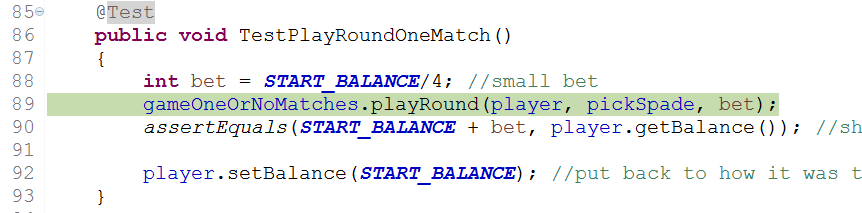 85 @Test
86 public void TestPlayRoundOneMatch()
87 {
88 int bet = START_BALANCE/4; //small bet
89 gameOneOrNoMatches.playRound(player, pickSpade, bet);
90 assertEquals(START_BALANCE + bet, player.getBalance()); //sh
91
92 player.setBalance(START_BALANCE); //put back to how it was t
93 }